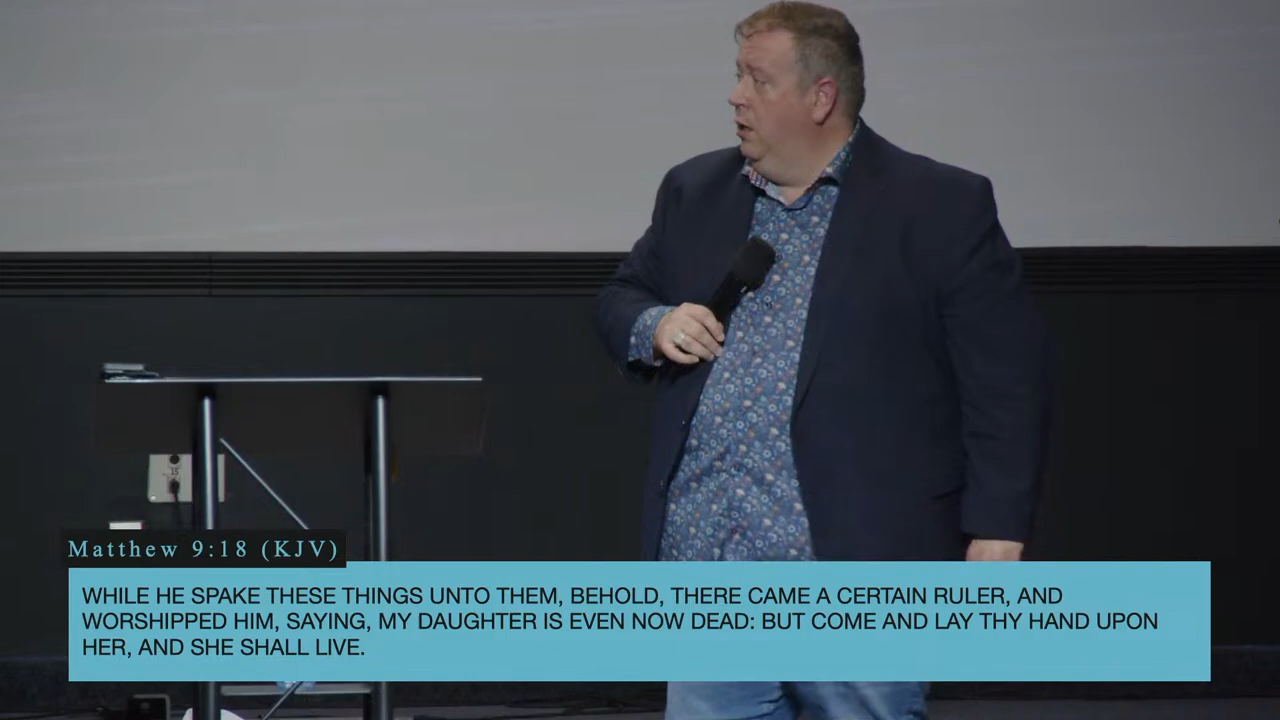 Matthew 9:18 (KJV)
WHILE HE SPAKE THESE THINGS UNTO THEM, BEHOLD, THERE CAME A CERTAIN RULER, AND
WORSHIPPED HIM, SAYING, MY DAUGHTER IS EVEN NOW DEAD: BUT COME AND LAY THY HAND UPON
HER, AND SHE SHALL LIVE.